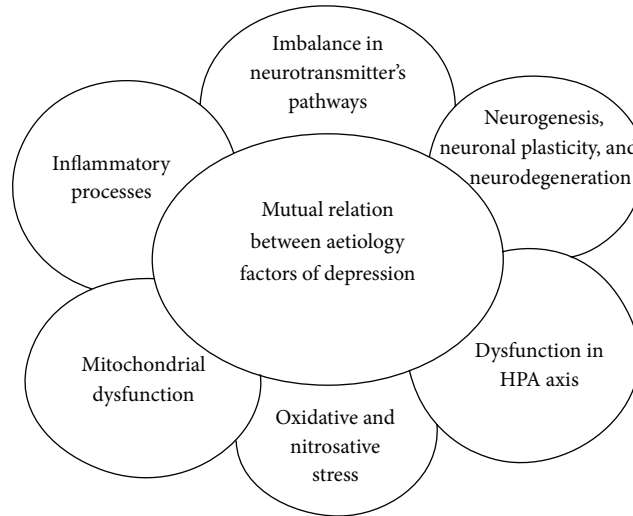 Imbalance in
neurotransmitter's
pathways
Neurogenesis,
neuronal plasticity, and
neurodegeneration
Inflammatory
processes
Mutual relation
between aetiology
factors of depression
Mitochondrial
dysfunction
Dysfunction in
HPA axis
Oxidative and
nitrosative
stress